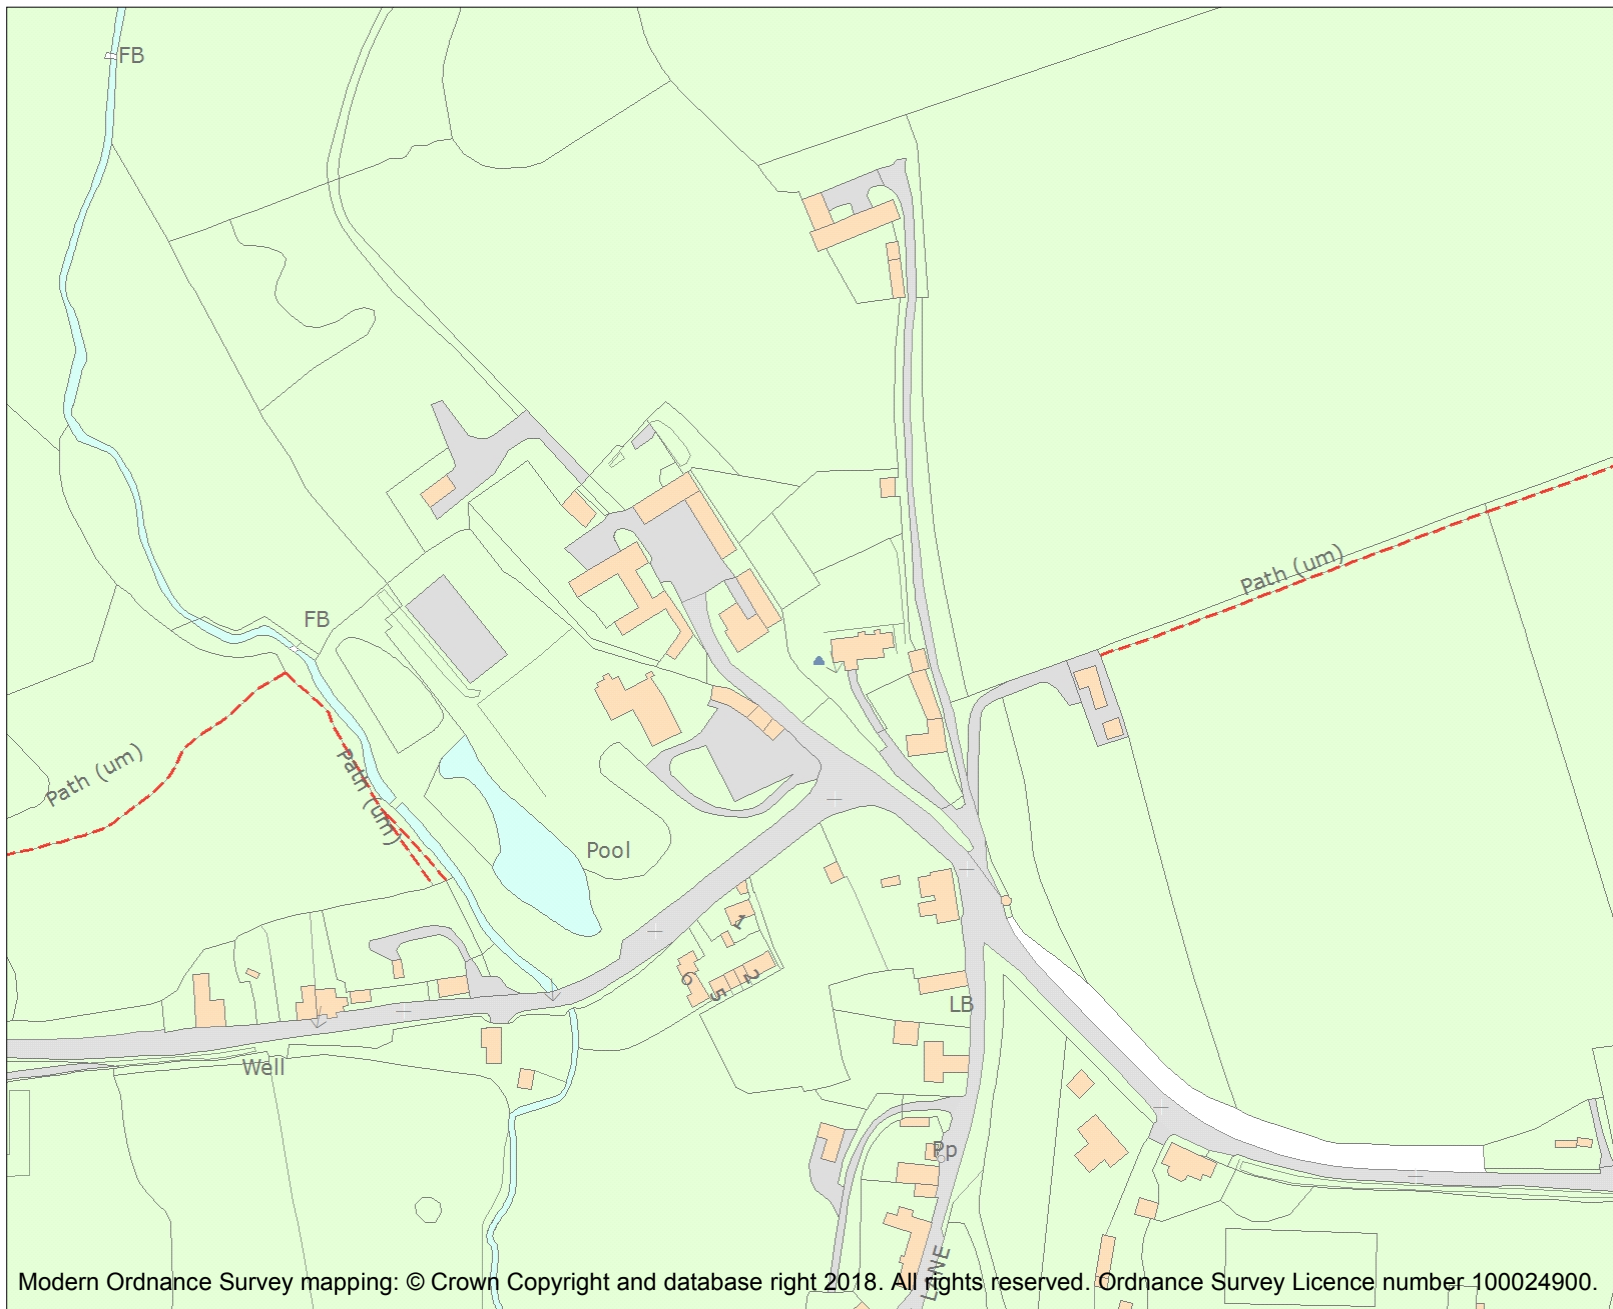 FB
Path (um)
FB
Path (um)
Path (um)
Pool
1
2
6
5
LB
Well
Pp
LANE
Modern Ordnance Survey mapping: © Crown Copyright and database right 2018. All rights reserved. Ordnance Survey Licence number 100024900.